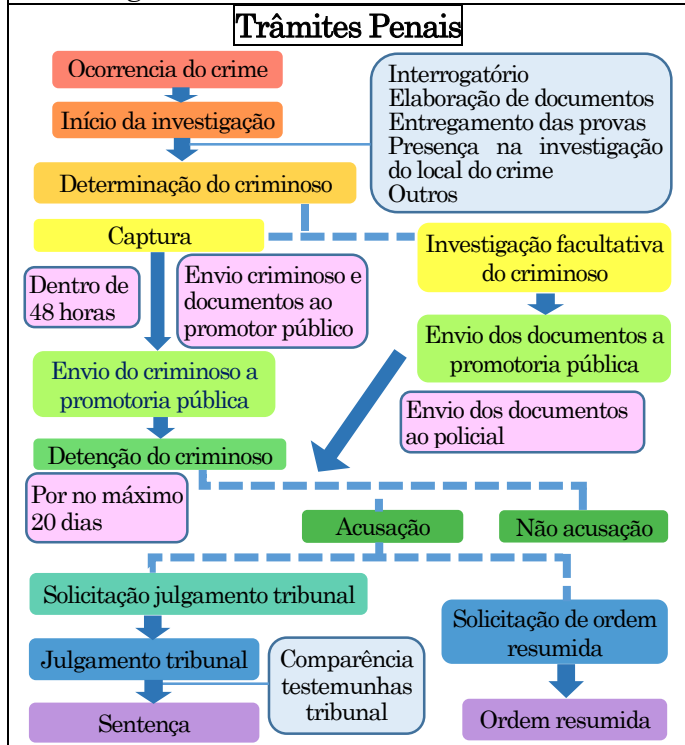 Trâmites Penais
Ocorrencia do crime
Início da investigação
Determinação do criminoso
Interrogatório
Elaboração de documentos
Entregamento das provas
Presença na investigação
do local do crime
Outros
Captura
Investigação facultativa
do criminoso
Dentro de
48 horas
Envio criminoso e
documentos ao
promotor público
Envio dos documentos a
promotoria pública
Envio do criminoso a
promotoria pública
Envio dos documentos
ao policial
Detenção do criminoso
Por no máximo
20 dias
Acusação
Não acusação
Solicitação julgamento tribunal
Solicitação de ordem
resumida
Julgamento tribunal
Comparência
testemunhas
tribunal
Sentença
Ordem resumida